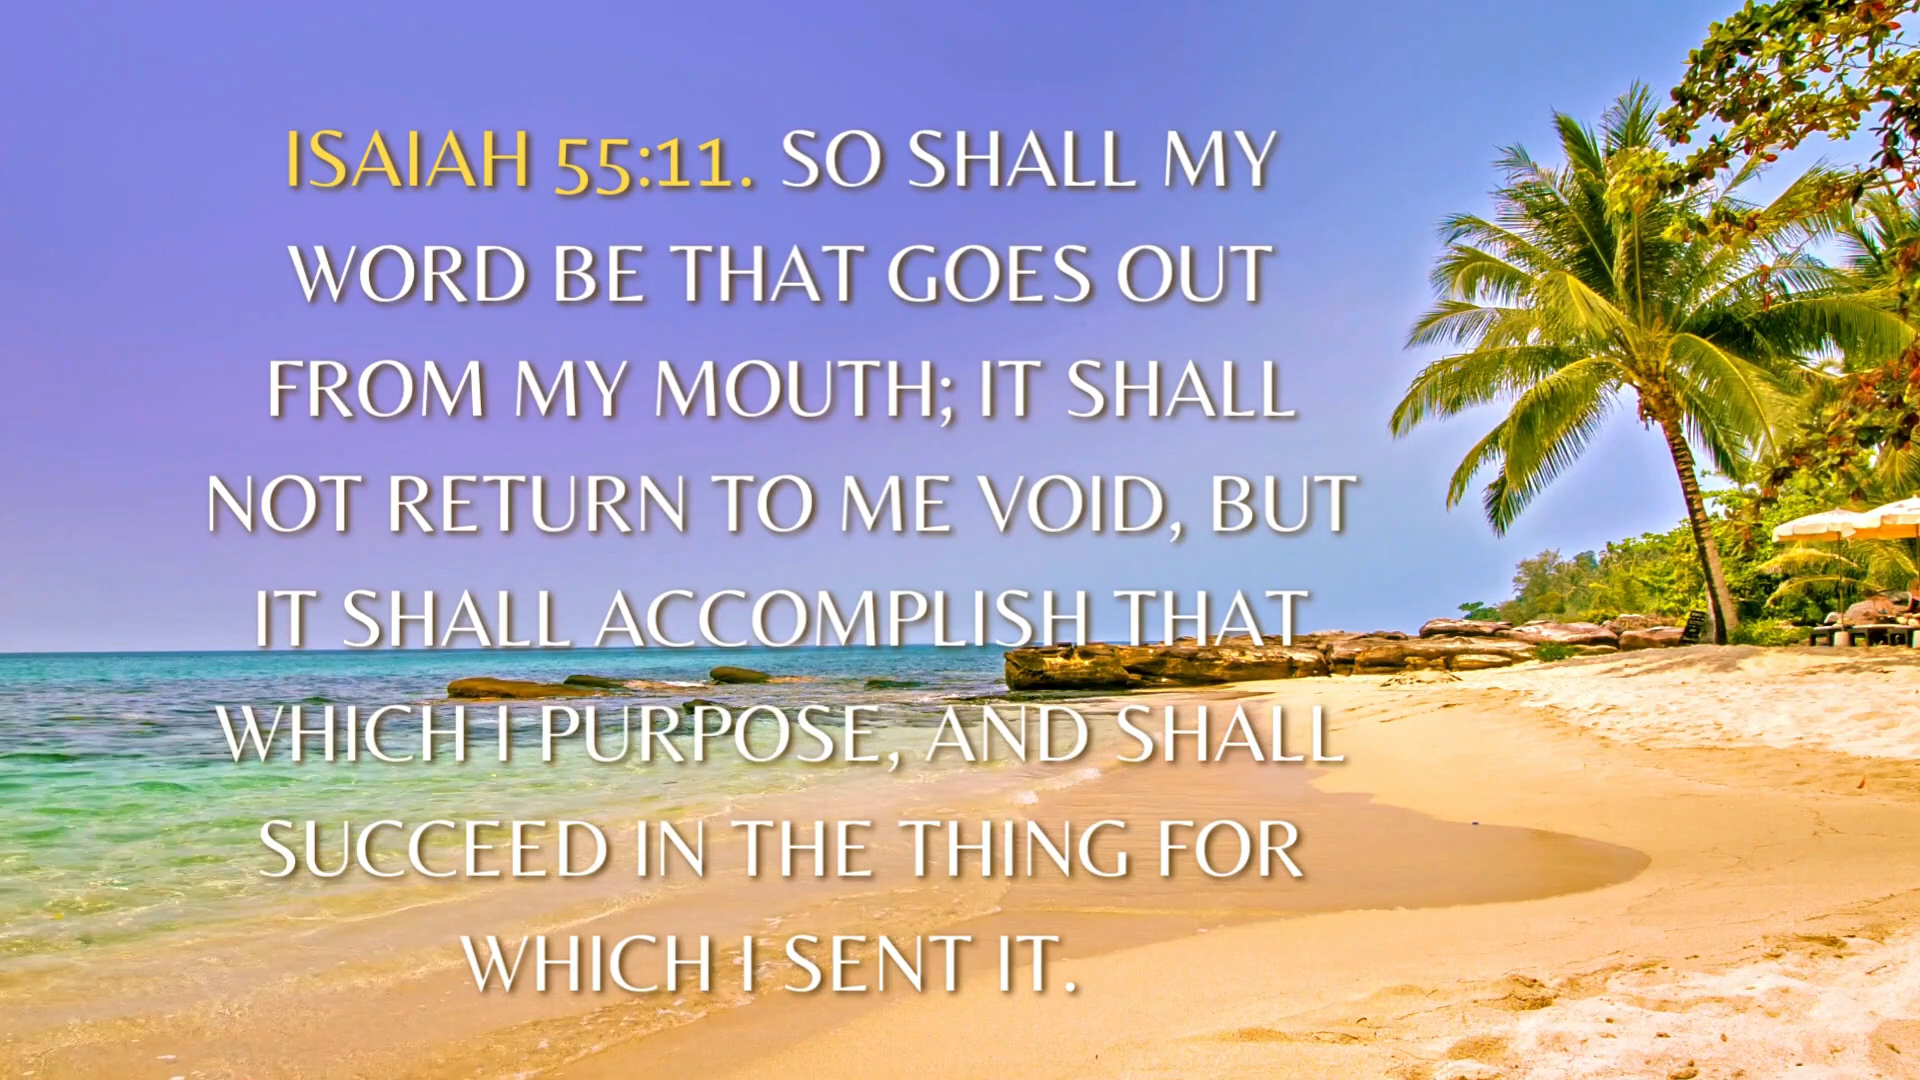 ISAIAH 55:11. SO SHALL MY
WORD BE THAT GOES OUT
FROM MY MOUTH; IT SHALL
NOT RETURN TO ME VOID, BUT
IT SHALL ACCOMPLISH THAT
WHICH I PURPOSE, AND SHALL
SUCCEED IN THE THING FOR
WHICH I SENT IT.